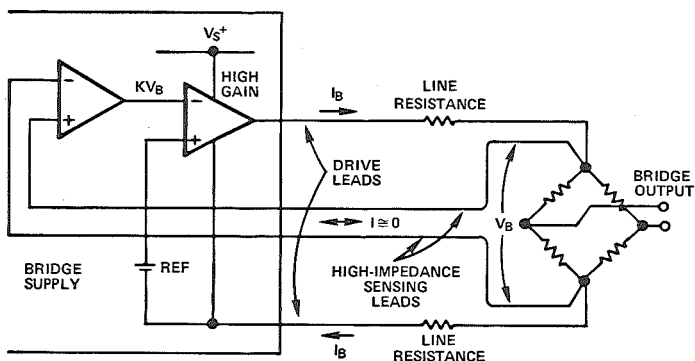 Vs+
HIGH
GAIN
KVB
IB
LINE
RESISTANCE
DRIVE
LEADS
BRIDGE
OUTPUT
I ≅ 0
VB
BRIDGE
SUPPLY
REF
HIGH-IMPEDANCE
SENSING
LEADS
IB
LINE
RESISTANCE
−
+
−
+